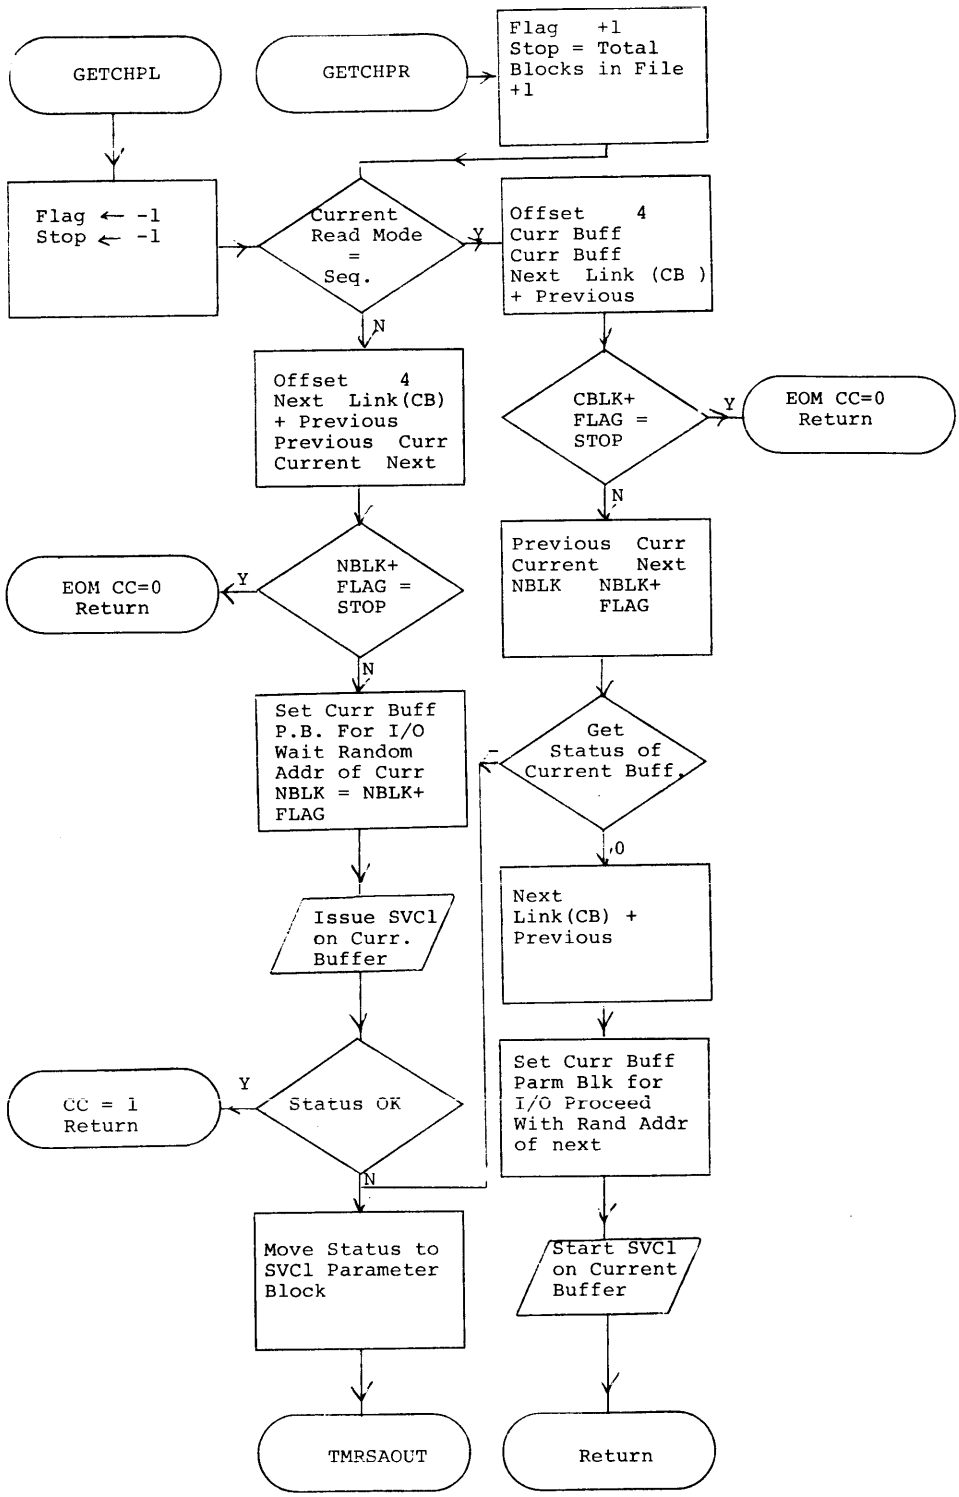 GETCHPL
GETCHPR
Flag +1
Stop = Total
Blocks in File
+1
Flag ← -1
Stop ← -1
Current
Read Mode
=
Seq.
Y
Offset 4
Curr Buff
Curr Buff
Next Link (CB )
+ Previous
N
Offset 4
Next Link(CB)
+ Previous
Previous Curr
Current Next
CBLK+
FLAG =
STOP
Y
EOM CC=0
Return
N
NBLK+
FLAG =
STOP
Y
EOM CC=0
Return
N
Previous Curr
Current Next
NBLK NBLK+
FLAG
Set Curr Buff
P.B. For I/O
Wait Random
Addr of Curr
NBLK = NBLK+
FLAG
Get
Status of
Current Buff.
-
0
Next
Link(CB) +
Previous
Issue SVCl
on Curr.
Buffer
Set Curr Buff
Parm Blk for
I/O Proceed
With Rand Addr
of next
Status OK
Y
CC = 1
Return
N
Move Status to
SVCl Parameter
Block
Start SVCl
on Current
Buffer
TMRSAOUT
Return